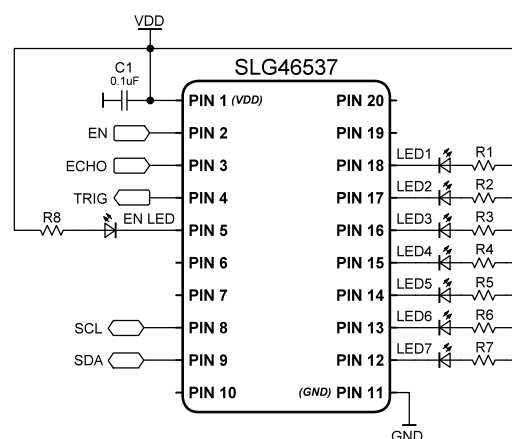 VDD
SLG46537
C1
0.1uF
PIN 1 (VDD)
PIN 20
EN
PIN 2
PIN 19
ECHO
PIN 3
PIN 18
LED1
R1
TRIG
PIN 4
PIN 17
LED2
R2
R8
EN LED
PIN 5
PIN 16
LED3
R3
PIN 6
PIN 15
LED4
R4
PIN 7
PIN 14
LED5
R5
SCL
PIN 8
PIN 13
LED6
R6
SDA
PIN 9
PIN 12
LED7
R7
PIN 10
(GND) PIN 11
GND